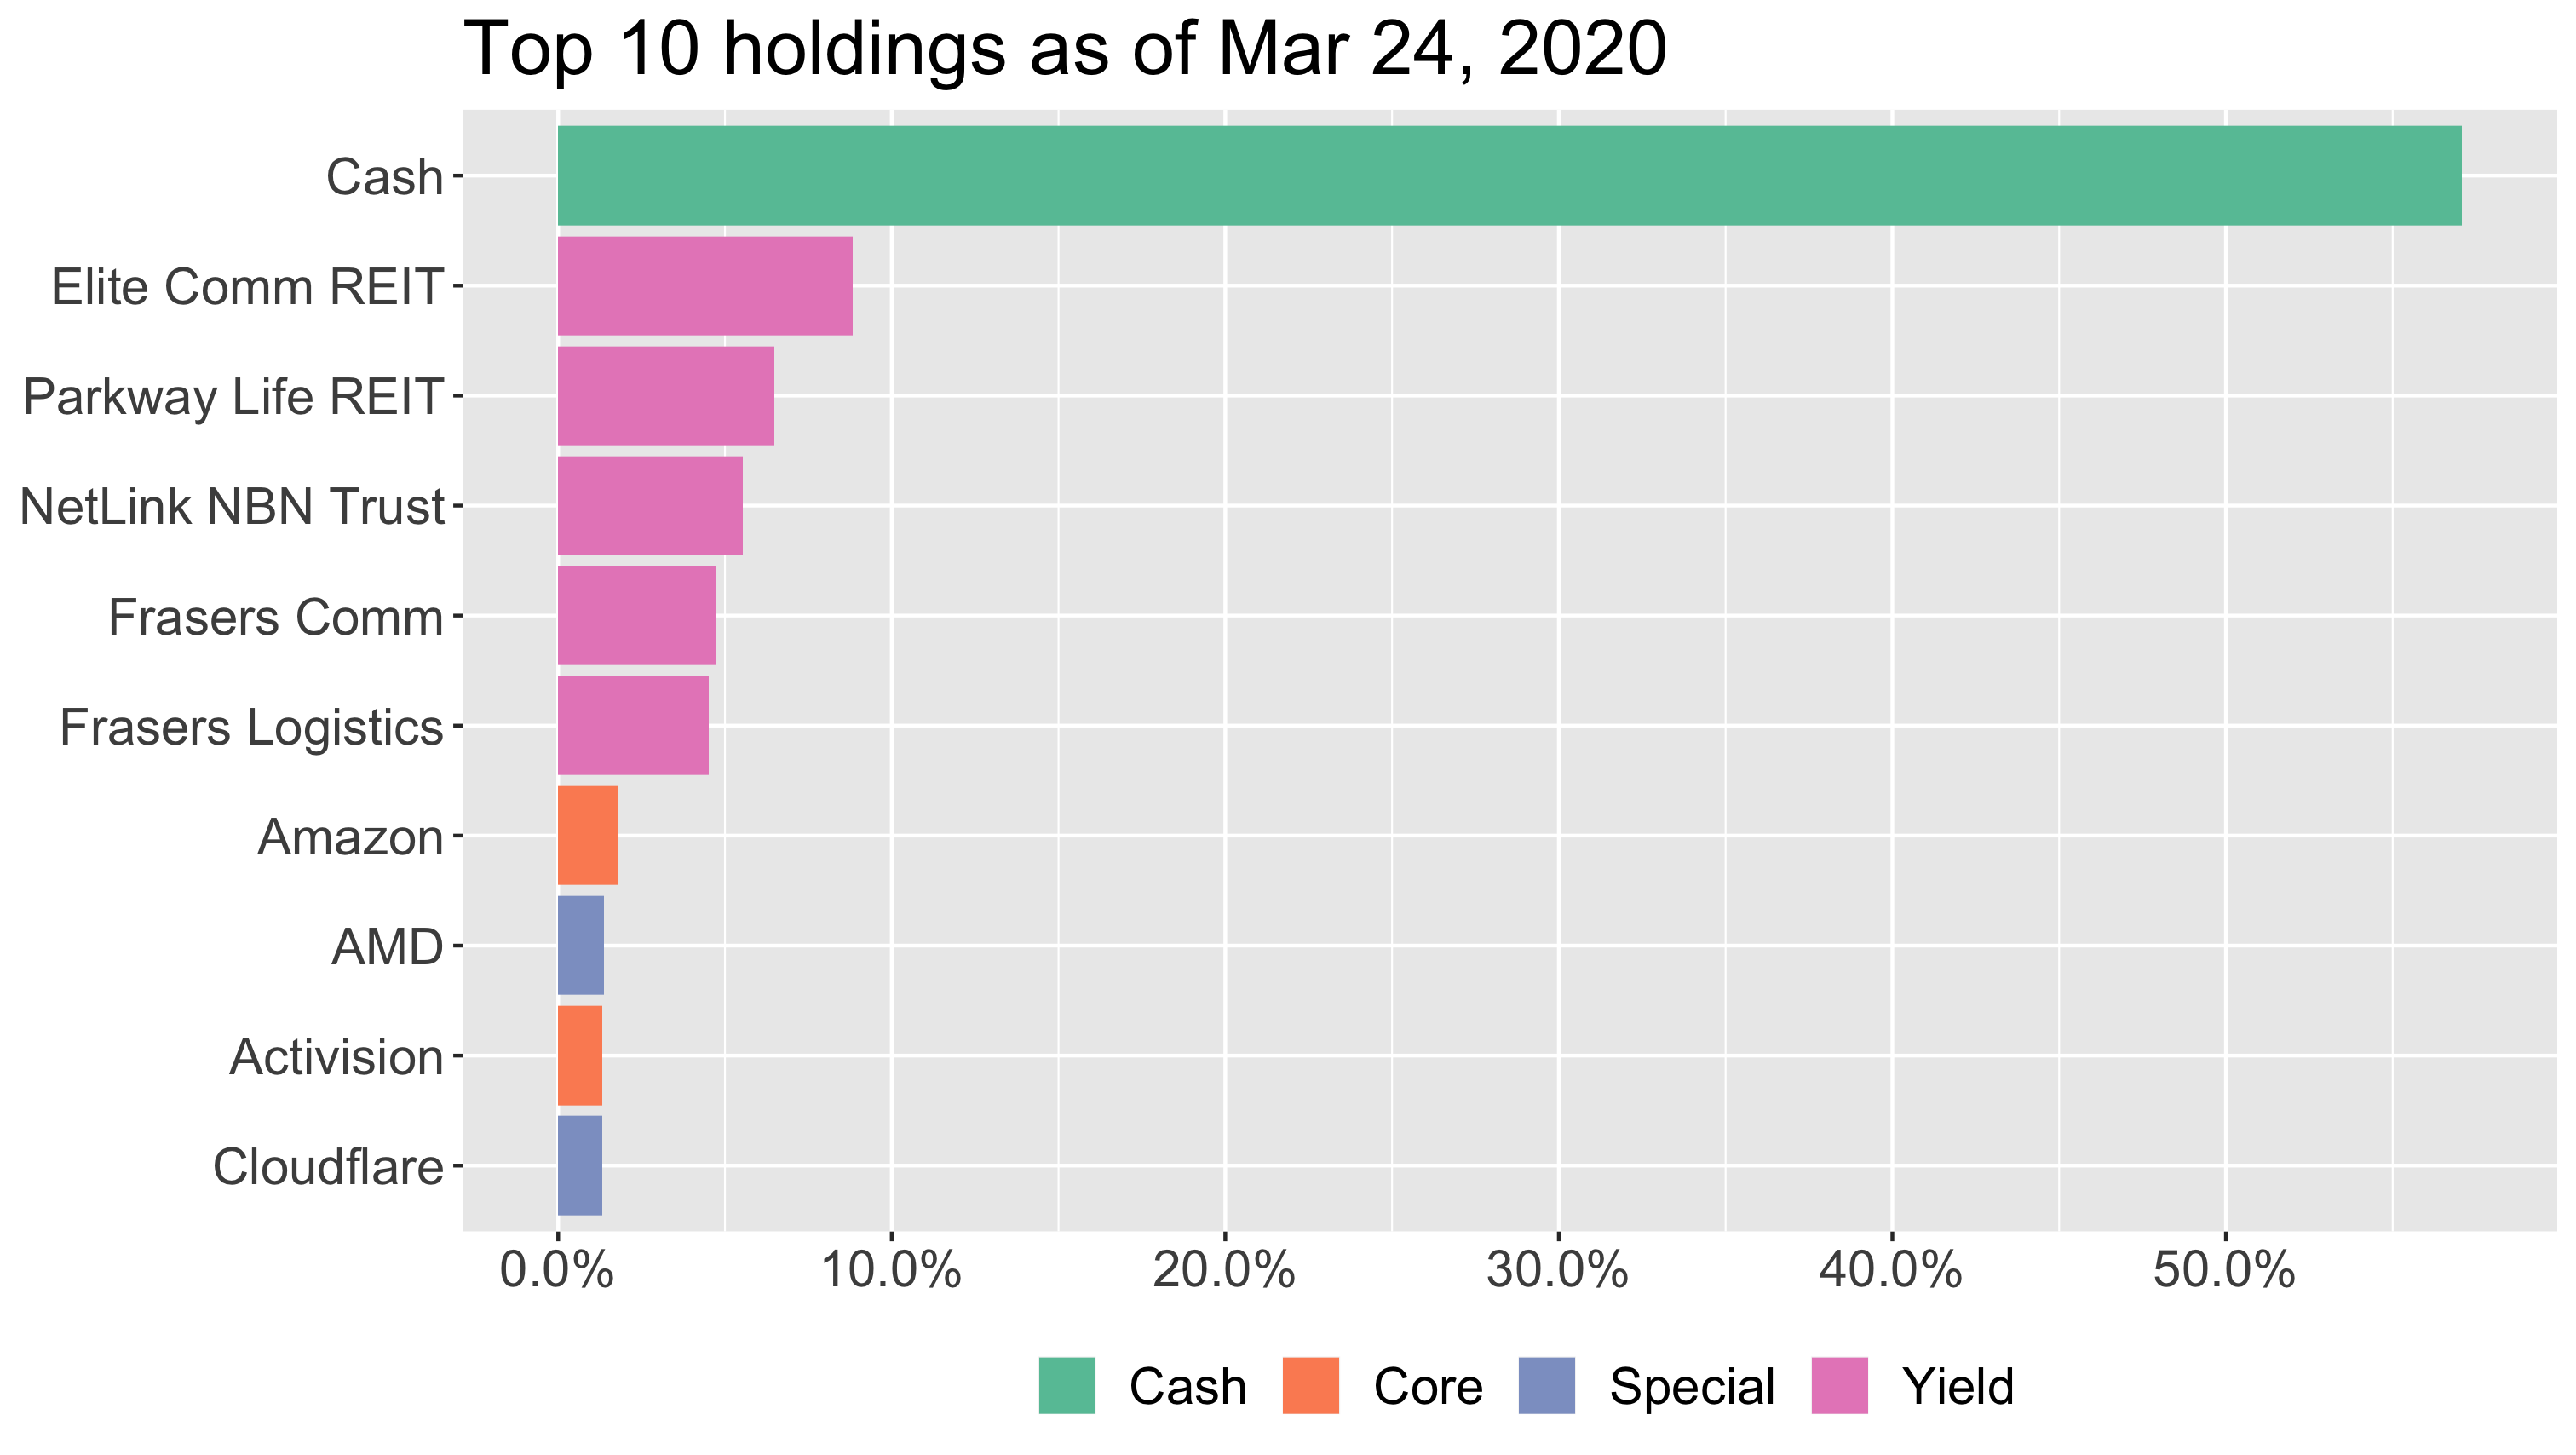 Top 10 holdings as of Mar 24, 2020
Cash
Elite Comm REIT
Parkway Life REIT
NetLink NBN Trust
Frasers Comm
Frasers Logistics
Amazon
AMD
Activision
Cloudflare
0.0% 10.0% 20.0% 30.0% 40.0% 50.0%
Cash Core Special Yield